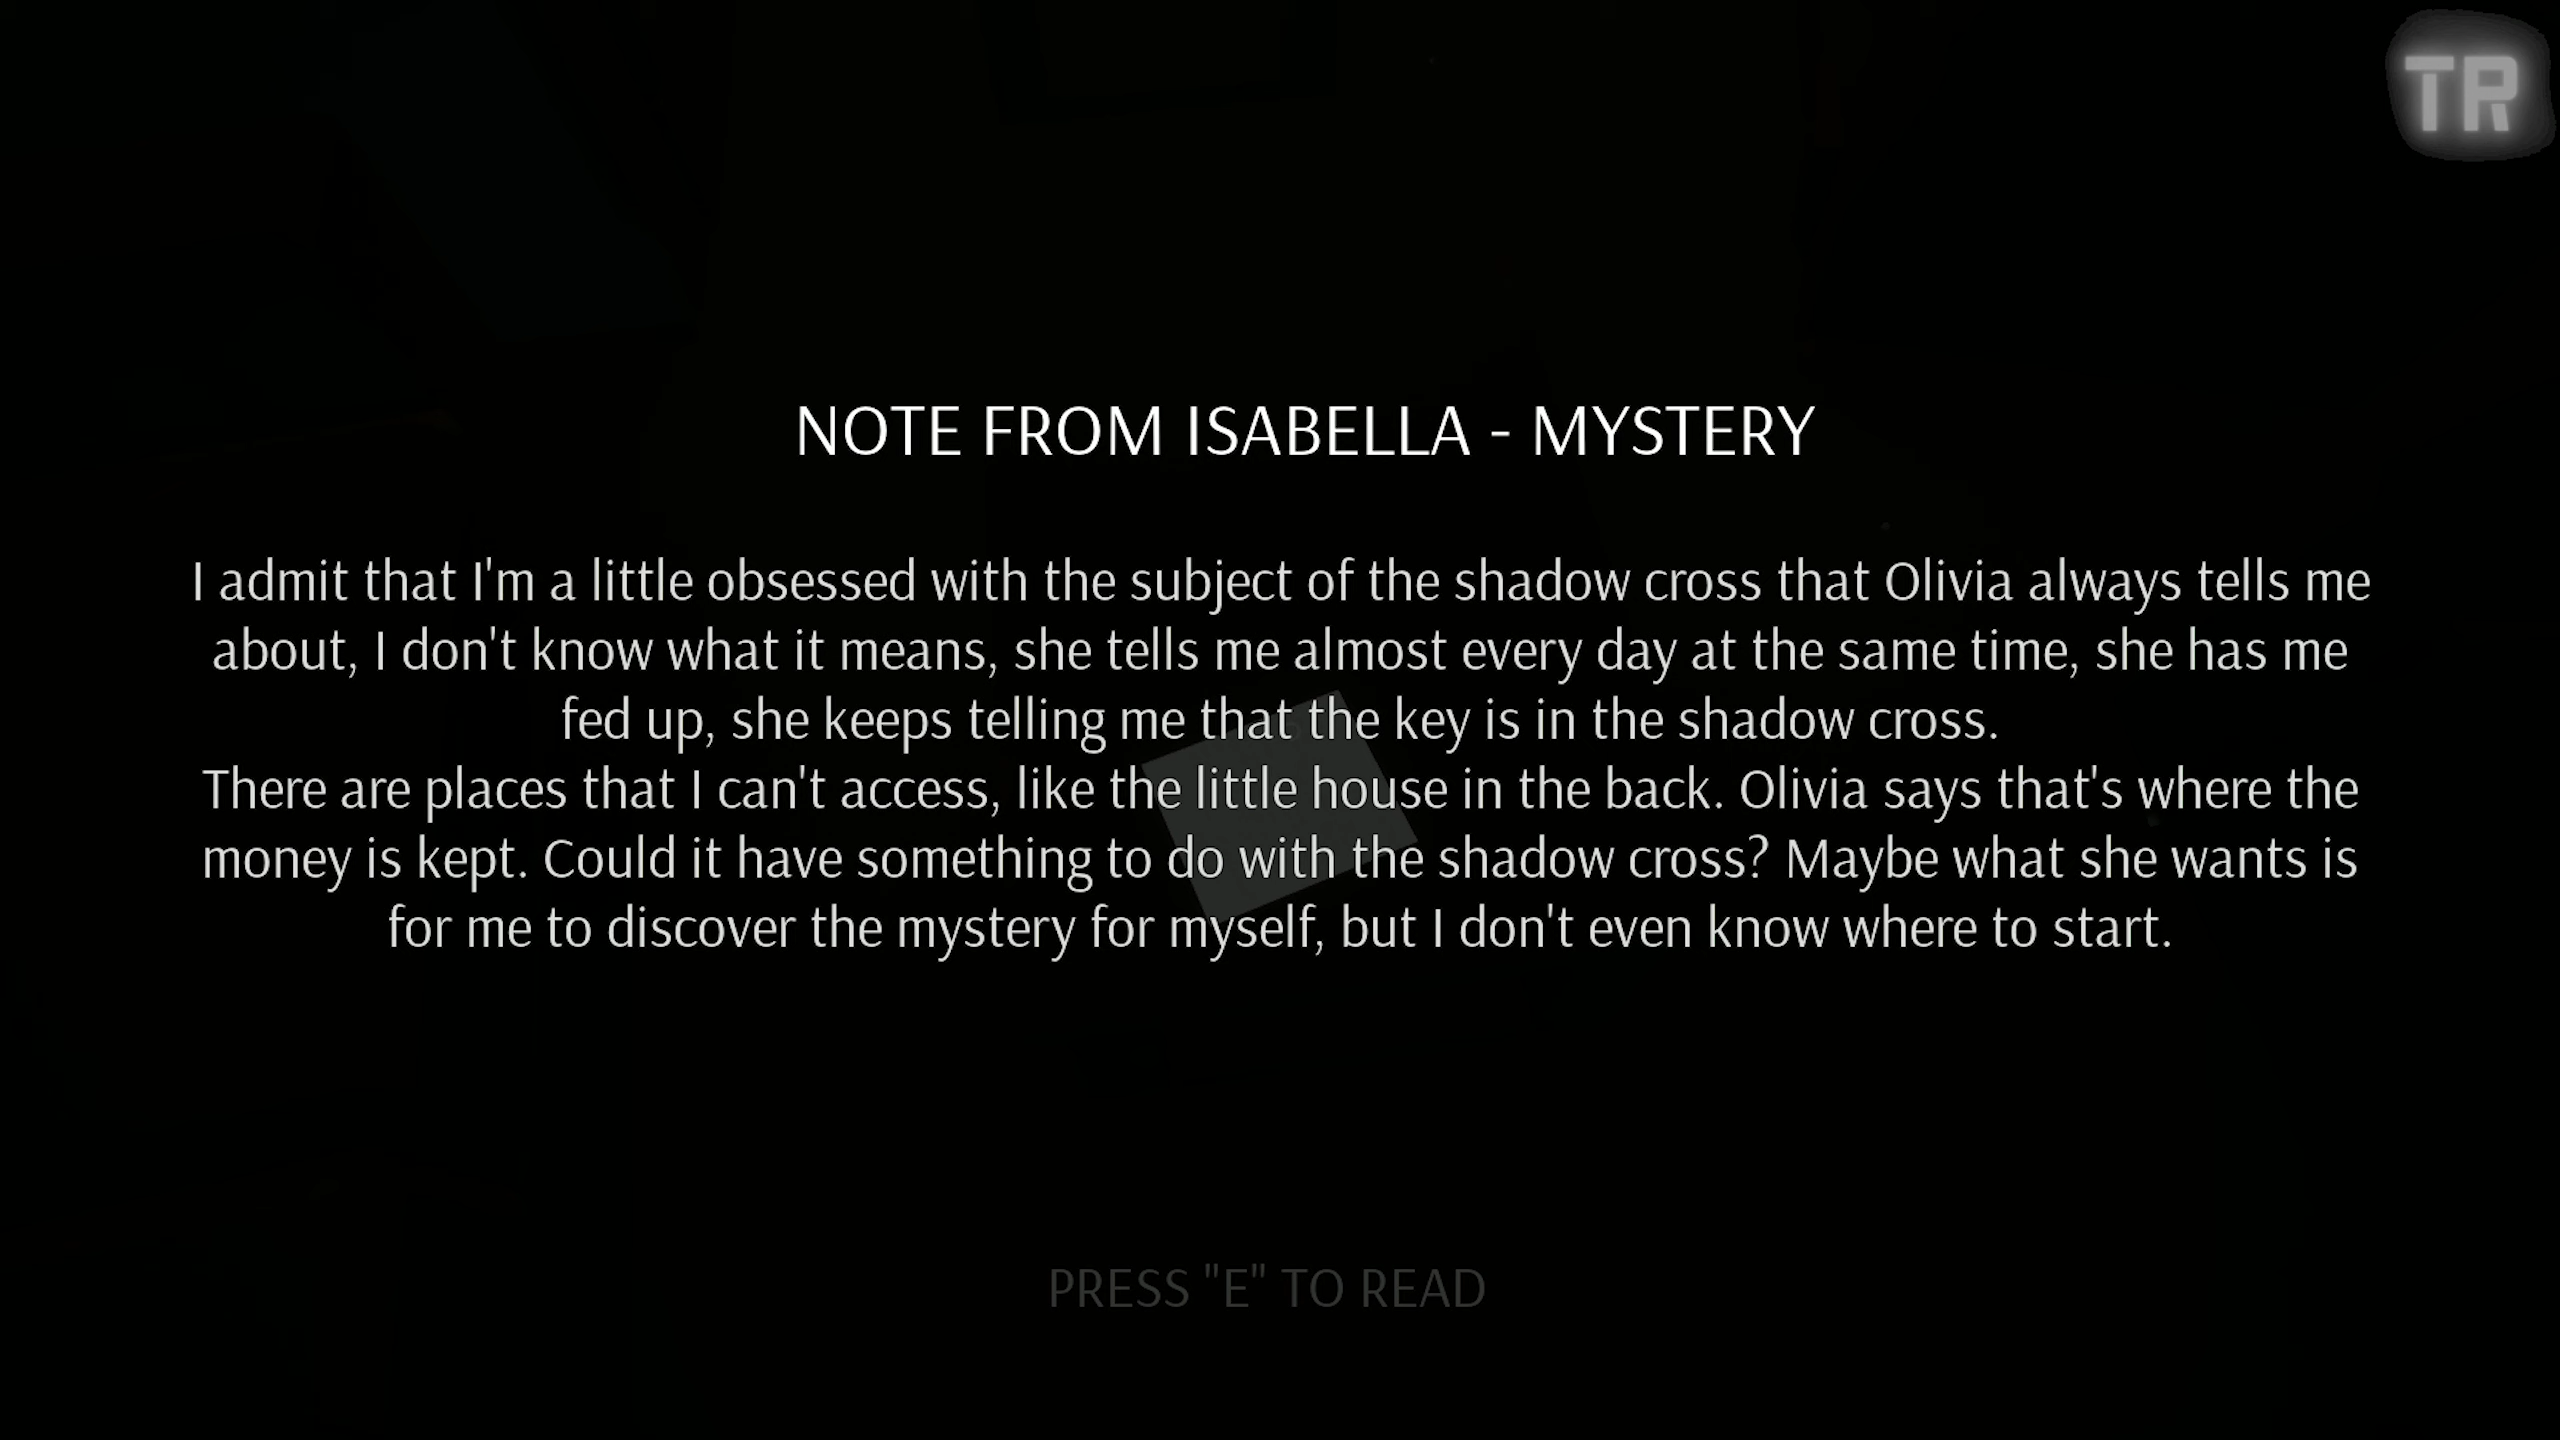 TR
NOTE FROM ISABELLA - MYSTERY
I admit that I'm a little obsessed with the subject of the shadow cross that Olivia always tells me
about, I don't know what it means, she tells me almost every day at the same time, she has me
fed up, she keeps telling me that the key is in the shadow cross.
There are places that I can't access, like the little house in the back. Olivia says that's where the
money is kept. Could it have something to do with the shadow cross? Maybe what she wants is
for me to discover the mystery for myself, but I don't even know where to start.
PRESS "E" TO READ